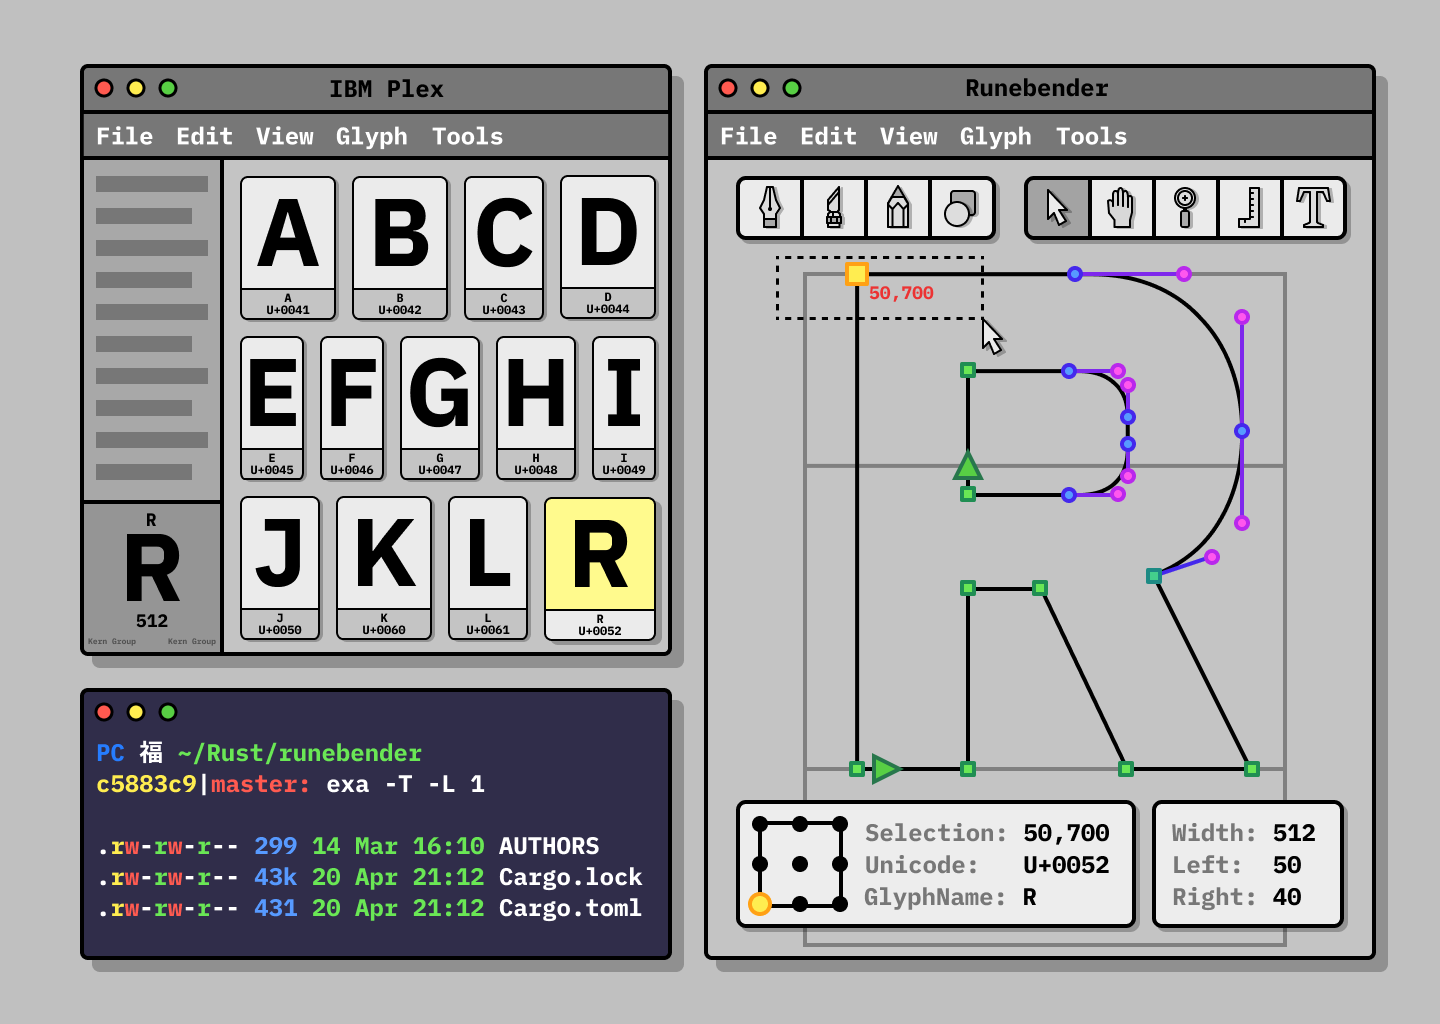 IBM Plex
File Edit View Glyph Tools
A
A
U+0041
B
B
U+0042
C
C
U+0043
D
D
U+0044
E
E
U+0045
F
F
U+0046
G
G
U+0047
H
H
U+0048
I
I
U+0049
J
J
U+0050
K
K
U+0060
L
L
U+0061
R
R
U+0052
R
R
512
Kern Group Kern Group
PC 福 ~/Rust/runebender
c5883c9|master: exa -T -L 1
.rw-rw-r-- 299 14 Mar 16:10 AUTHORS
.rw-rw-r-- 43k 20 Apr 21:12 Cargo.lock
.rw-rw-r-- 431 20 Apr 21:12 Cargo.toml
Runebender
File Edit View Glyph Tools
T
50,700
Selection: 50,700
Unicode: U+0052
GlyphName: R
Width: 512
Left: 50
Right: 40